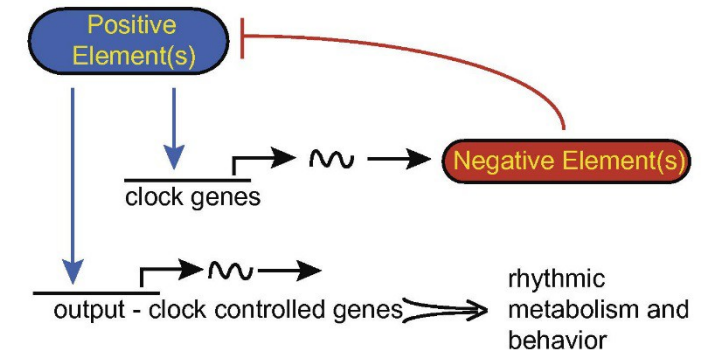 Positive
Element(s)
Negative Element(s)
clock genes
output - clock controlled genes
rhythmic
metabolism and
behavior